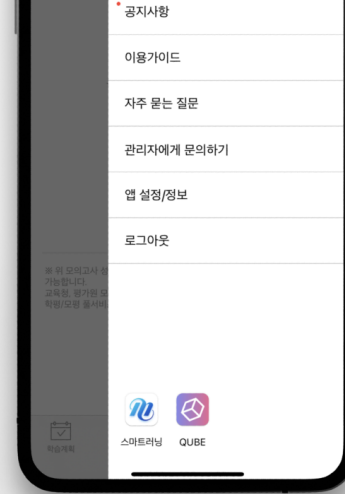 공지사항
이용가이드
자주 묻는 질문
관리자에게 문의하기
앱 설정/정보
로그아웃
※ 위 모의고사 성
가능합니다.
교육청, 평가원 모
학평/모평 풀서비
스마트러닝
QUBE
학습계획